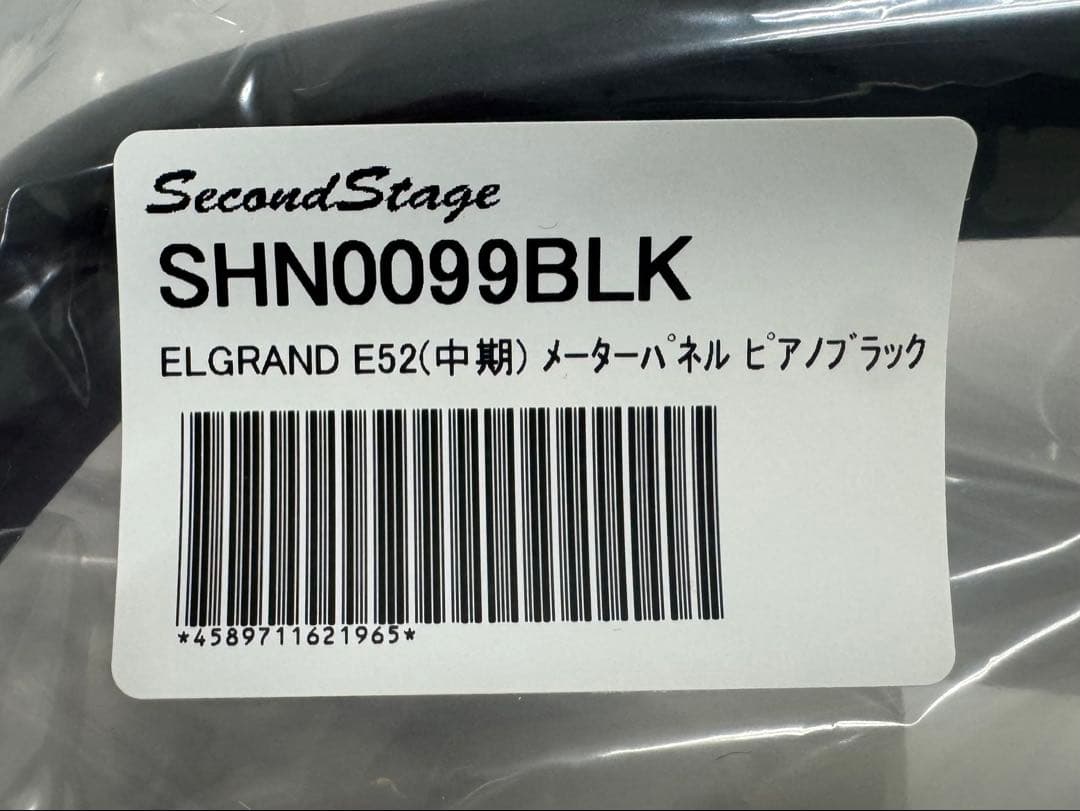 SecondStage
SHN0099BLK
ELGRAND E52(中期) ﾒｰﾀｰﾊﾟﾈﾙ ﾋﾟｱﾉﾌﾞﾗｯｸ
*4589711621965*